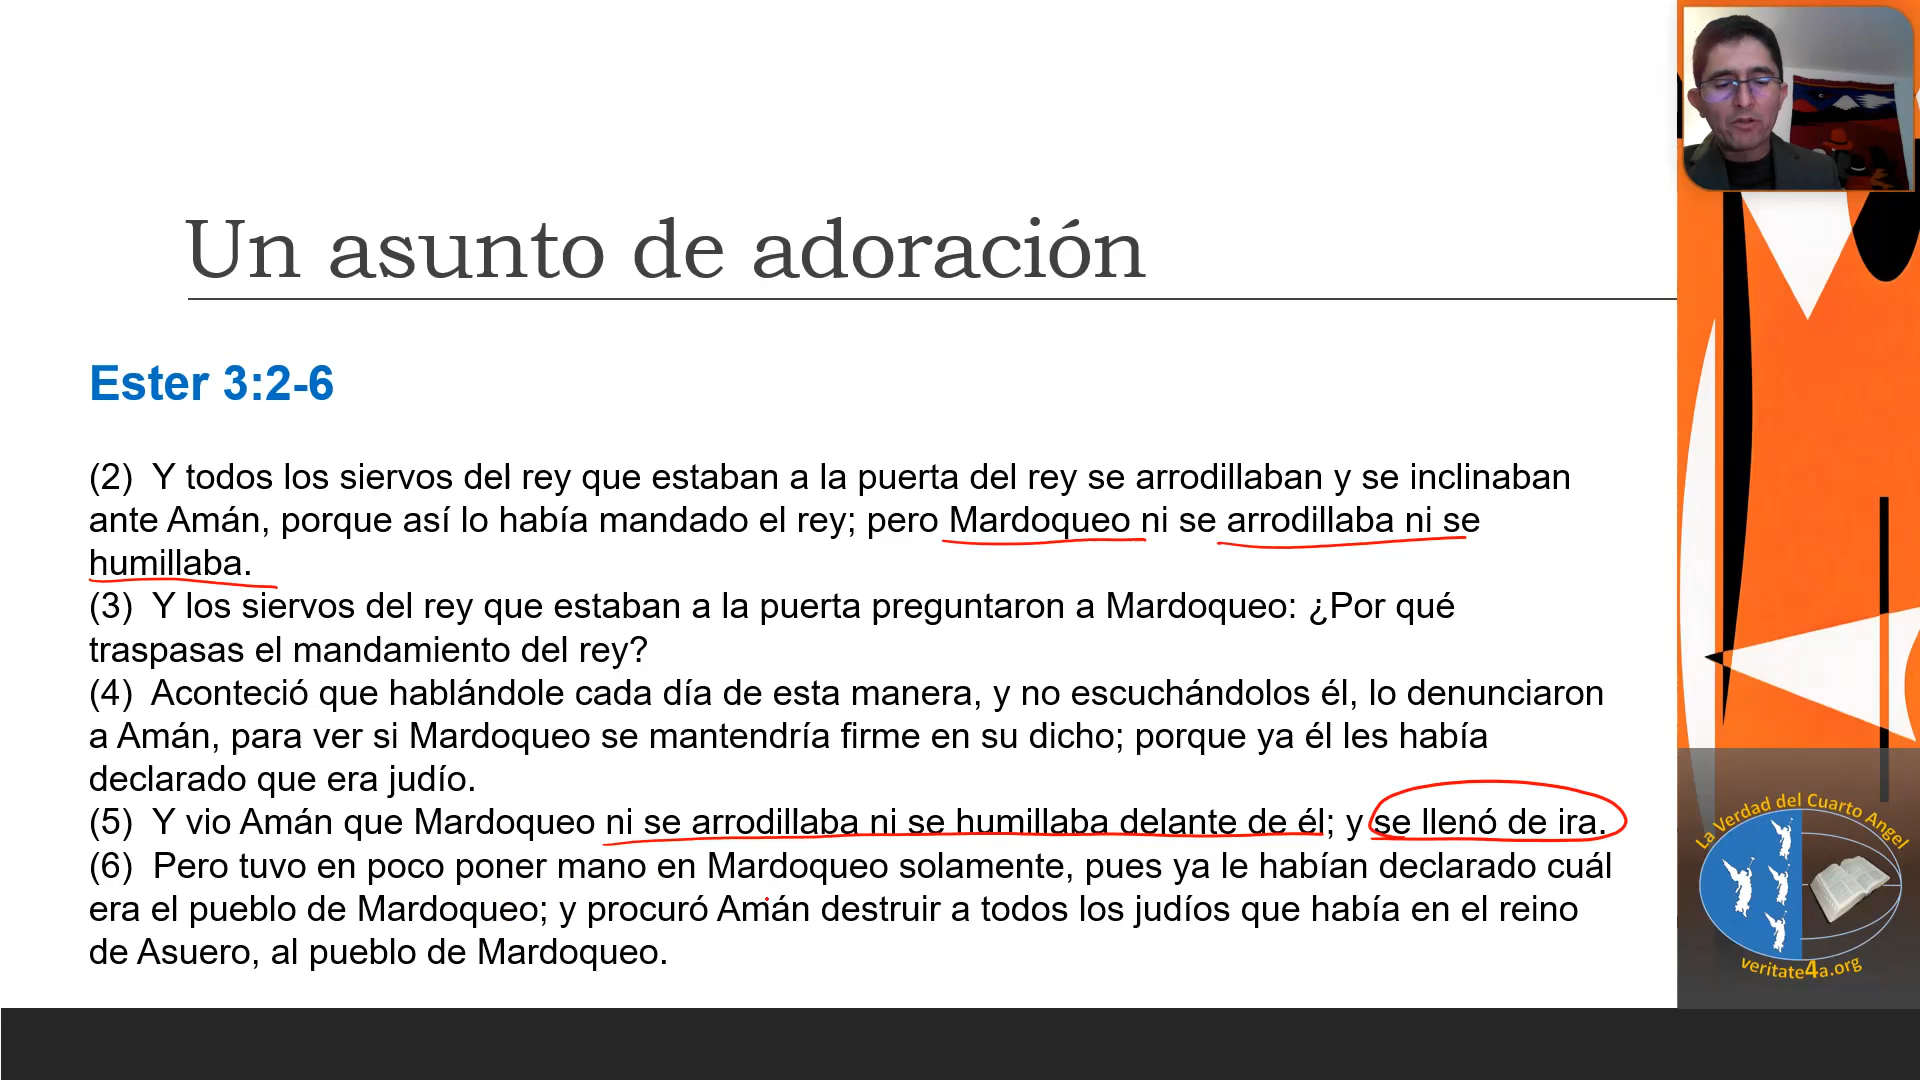 Un asunto de adoración
Ester 3:2-6
(2)  Y todos los siervos del rey que estaban a la puerta del rey se arrodillaban y se inclinaban
ante Amán, porque así lo había mandado el rey; pero Mardoqueo ni se arrodillaba ni se
humillaba.
(3)  Y los siervos del rey que estaban a la puerta preguntaron a Mardoqueo: ¿Por qué
traspasas el mandamiento del rey?
(4)  Aconteció que hablándole cada día de esta manera, y no escuchándolos él, lo denunciaron
a Amán, para ver si Mardoqueo se mantendría firme en su dicho; porque ya él les había
declarado que era judío.
(5)  Y vio Amán que Mardoqueo ni se arrodillaba ni se humillaba delante de él; y se llenó de ira.
(6)  Pero tuvo en poco poner mano en Mardoqueo solamente, pues ya le habían declarado cuál
era el pueblo de Mardoqueo; y procuró Amán destruir a todos los judíos que había en el reino
de Asuero, al pueblo de Mardoqueo.
La Verdad del Cuarto Angel
veritate4a.org